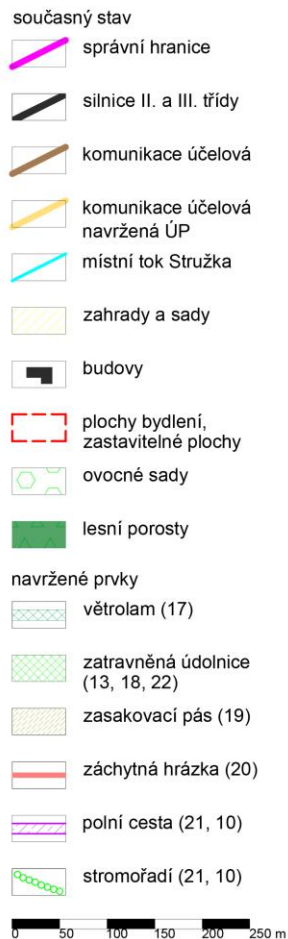 současný stav
správní hranice
silnice II. a III. třídy
komunikace účelová
komunikace účelová
navržená ÚP
místní tok Stružka
zahrady a sady
budovy
plochy bydlení,
zastavitelné plochy
ovocné sady
lesní porosty
navržené prvky
větrolam (17)
zatravněná údolnice
(13, 18, 22)
zasakovací pás (19)
záchytná hrázka (20)
polní cesta (21, 10)
stromořadí (21, 10)
0 50 100 150 200 250 m